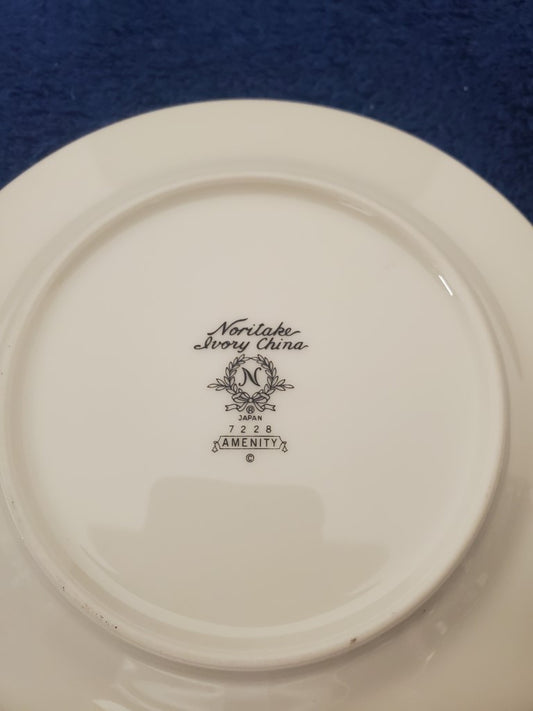 Noritake
Ivory China
N
®
JAPAN
7228
AMENITY
©